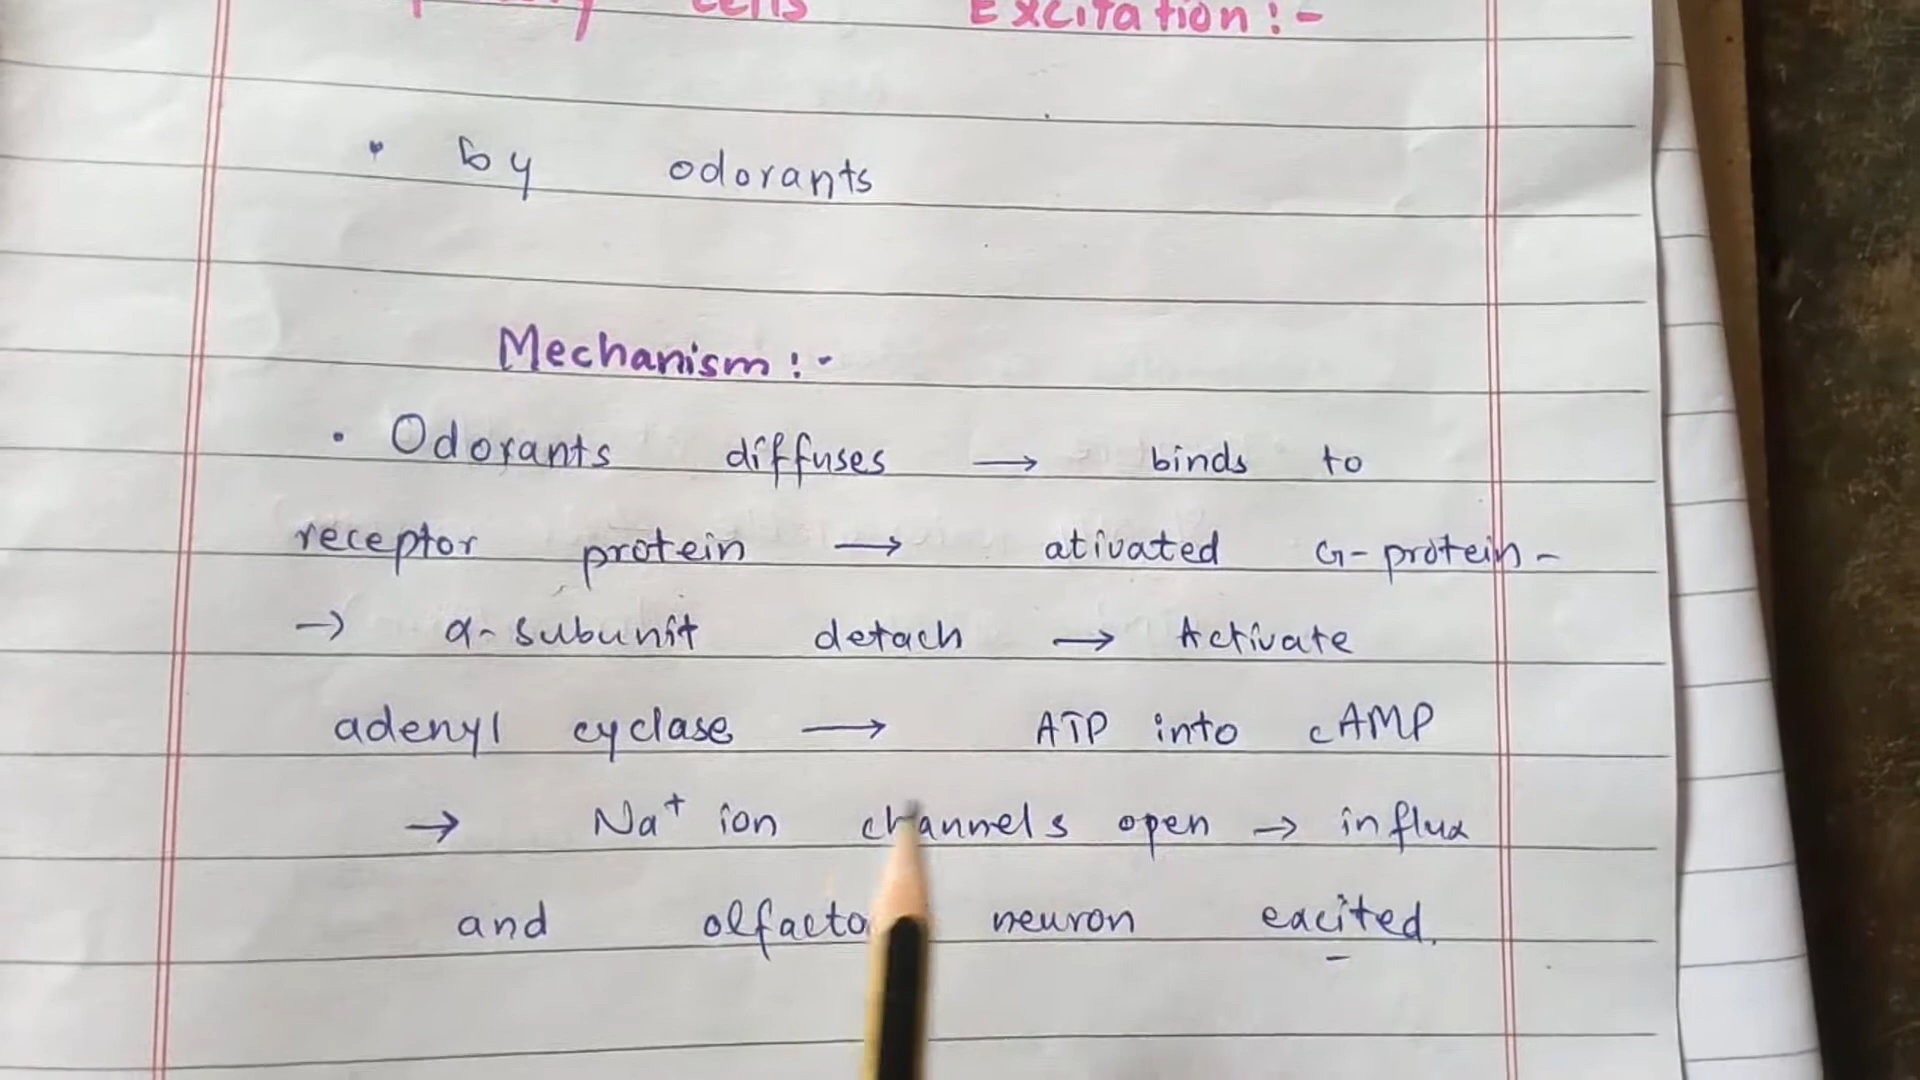 cells Excitation :-
• by odorants
Mechanism :-
• Odorants diffuses → binds to
receptor protein → ativated G-protein-
→ α-subunit detach → Activate
adenyl cyclase → ATP into cAMP
→ Na⁺ ion channels open → influx
and neuron excited.